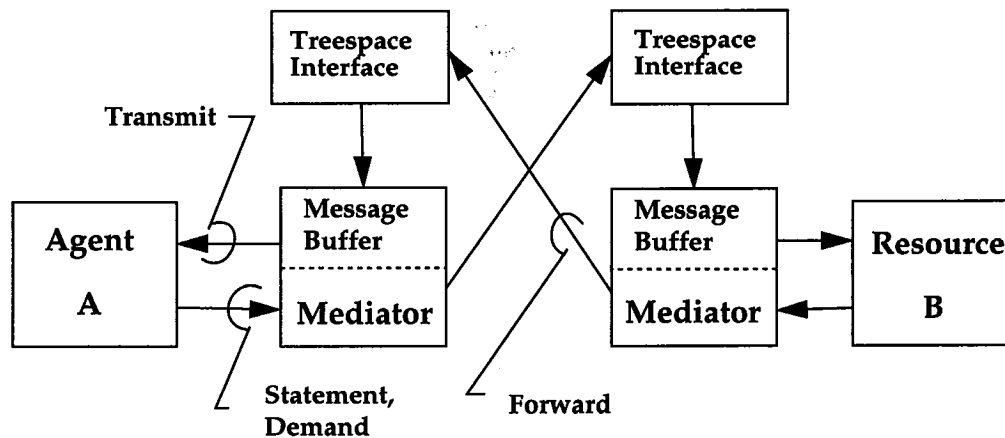 Treespace
Interface
Treespace
Interface
Transmit
Agent
A
Message
Buffer
Mediator
Message
Buffer
Mediator
Resource
B
Statement,
Demand
Forward